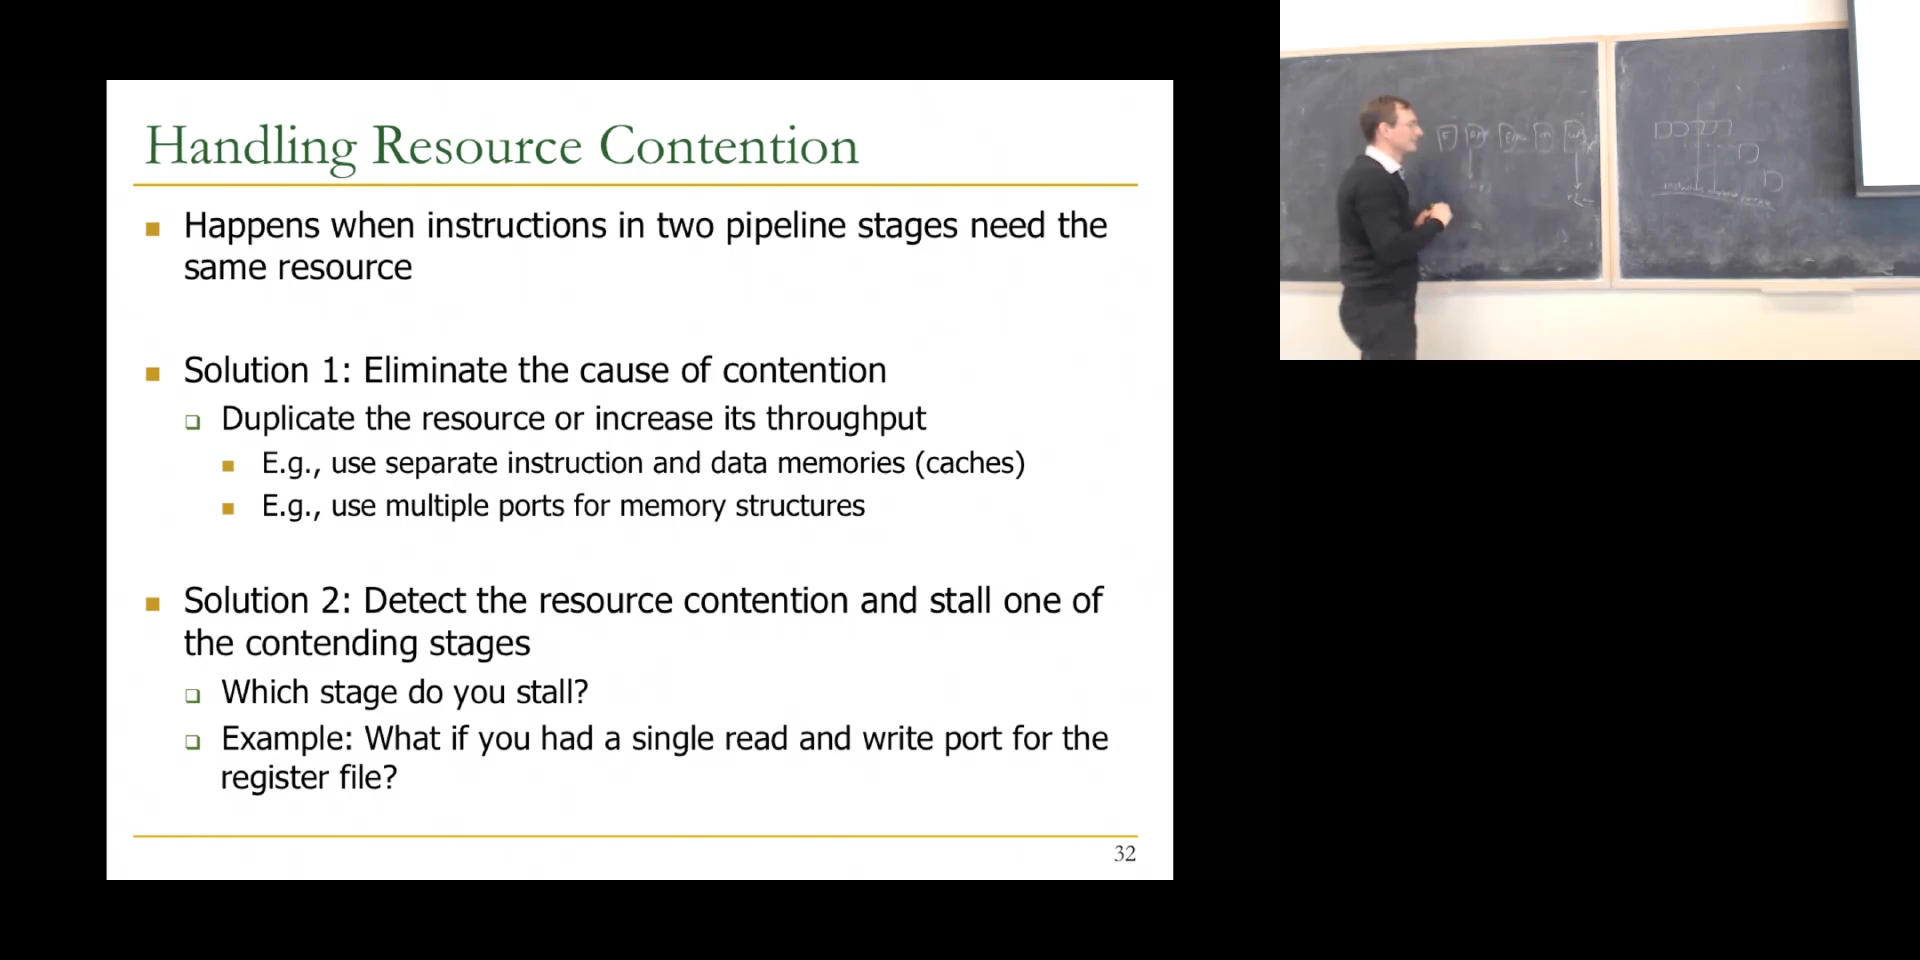 Handling Resource Contention
Happens when instructions in two pipeline stages need the
same resource
Solution 1: Eliminate the cause of contention
Duplicate the resource or increase its throughput
E.g., use separate instruction and data memories (caches)
E.g., use multiple ports for memory structures
Solution 2: Detect the resource contention and stall one of
the contending stages
Which stage do you stall?
Example: What if you had a single read and write port for the
register file?
32